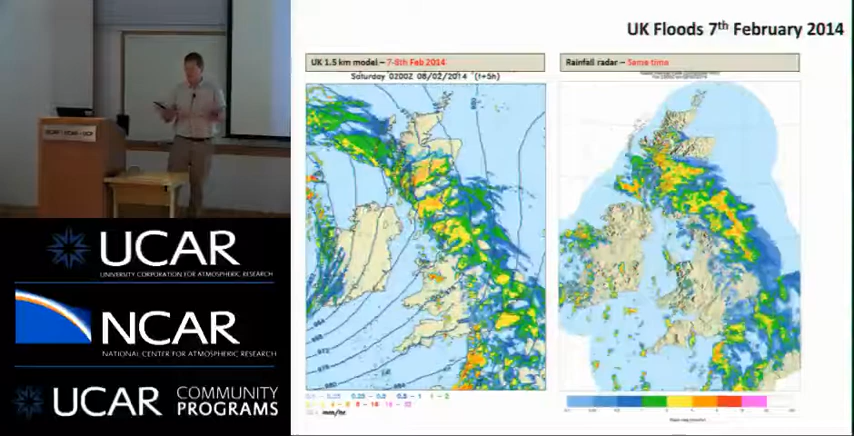 UK Floods 7th February 2014
UK 1.5 km model – 7-8th Feb 2014
Rainfall radar – Same time
Saturday 0200Z 08/02/2014 (t+5h)
UCAR
UNIVERSITY CORPORATION FOR ATMOSPHERIC RESEARCH
NCAR
NATIONAL CENTER FOR ATMOSPHERIC RESEARCH
UCAR COMMUNITY
PROGRAMS
mm/hr